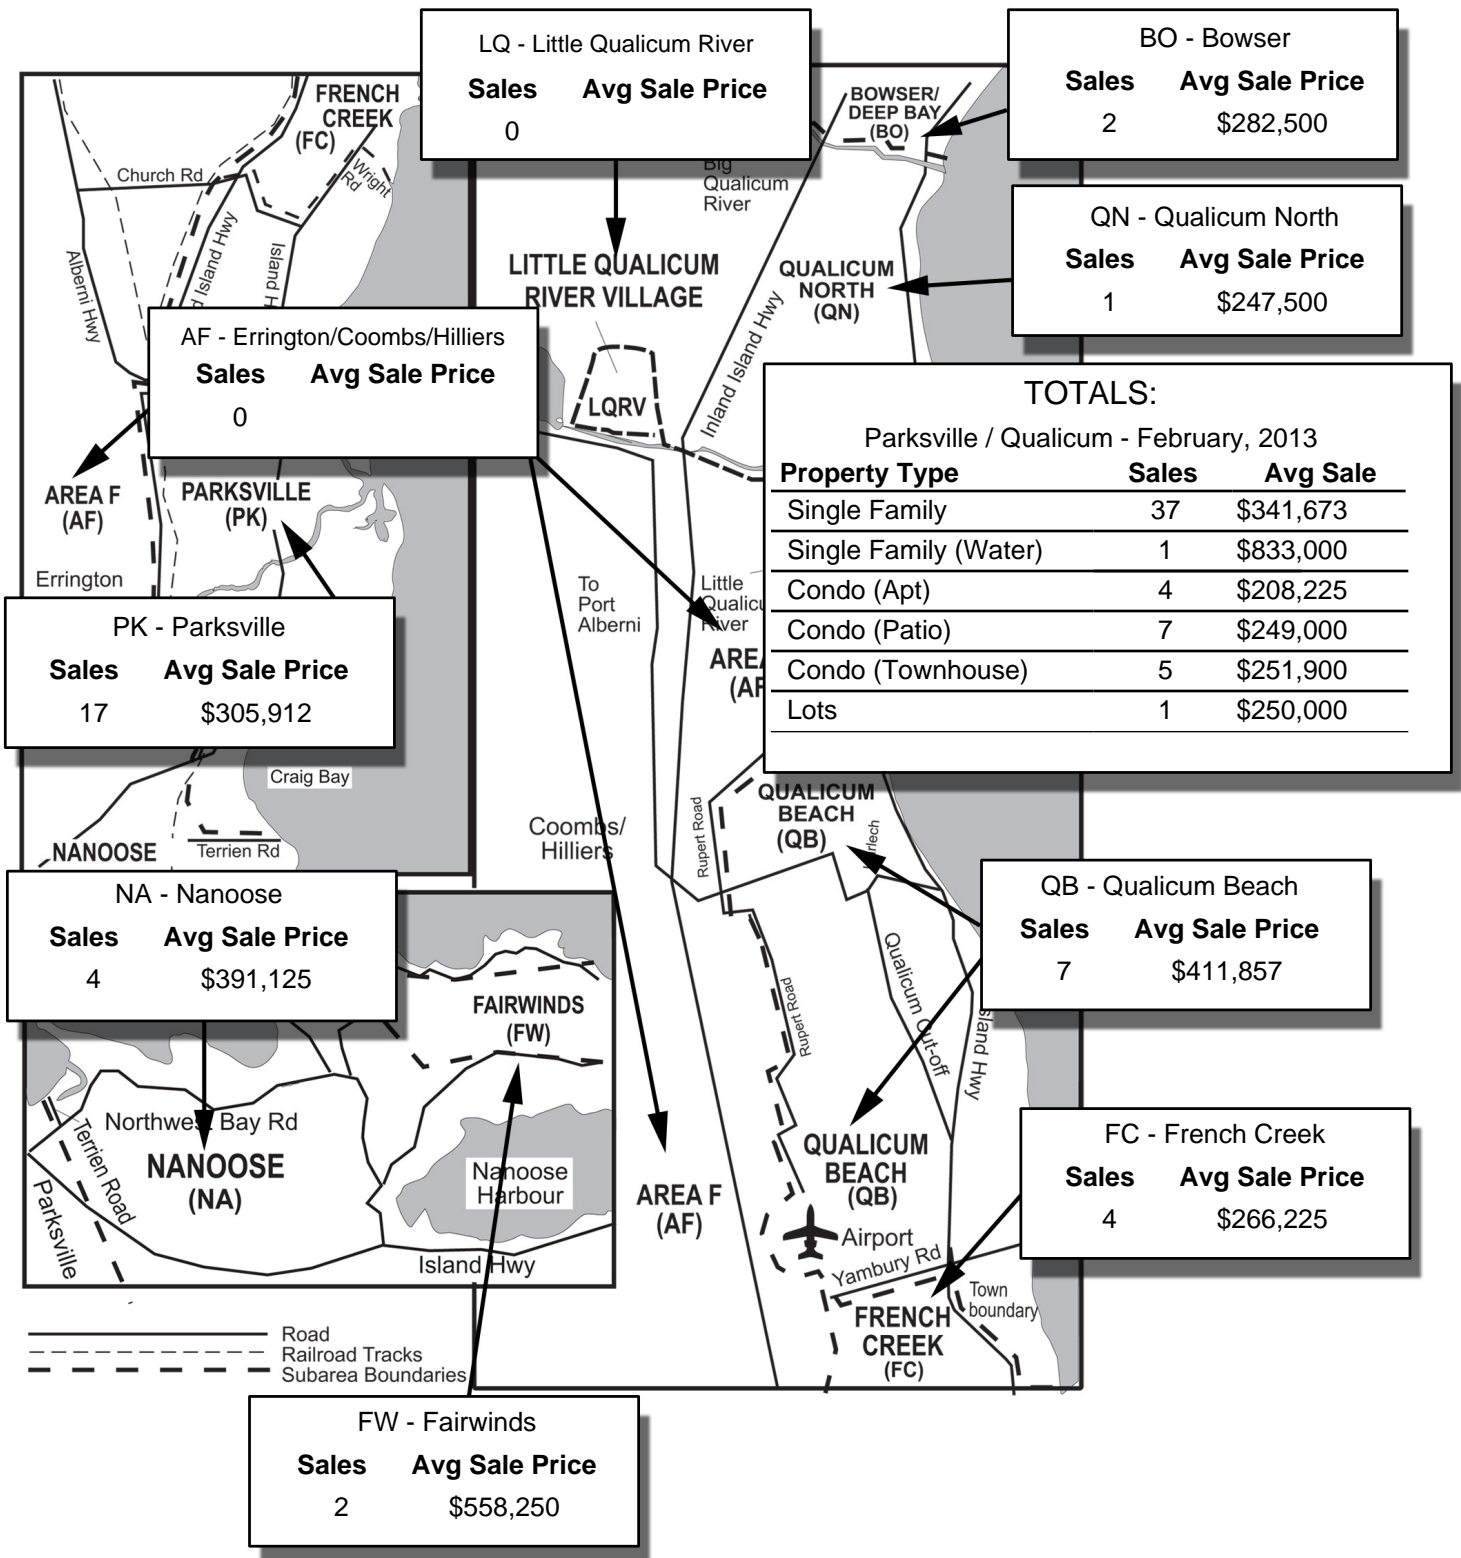 LQ - Little Qualicum River
Sales Avg Sale Price
0
BO - Bowser
Sales Avg Sale Price
2 $282,500
QN - Qualicum North
Sales Avg Sale Price
1 $247,500
FRENCH
CREEK
(FC)
Church Rd
Wright
Rd
Alberni Hwy
Island Hwy
Island H
BOWSER/
DEEP BAY
(BO)
Big
Qualicum
River
LITTLE QUALICUM
RIVER VILLAGE
QUALICUM
NORTH
(QN)
Inland Island Hwy
LQRV
AF - Errington/Coombs/Hilliers
Sales Avg Sale Price
0
TOTALS:
Parksville / Qualicum - February, 2013
Property Type Sales Avg Sale
Single Family 37 $341,673
Single Family (Water) 1 $833,000
Condo (Apt) 4 $208,225
Condo (Patio) 7 $249,000
Condo (Townhouse) 5 $251,900
Lots 1 $250,000
AREA F
(AF)
PARKSVILLE
(PK)
Errington
To
Port
Alberni
Little
Qualicu
River
AREA
(AF
PK - Parksville
Sales Avg Sale Price
17 $305,912
Craig Bay
NANOOSE
Terrien Rd
Coombs/
Hilliers
Rupert Road
QUALICUM
BEACH
(QB)
NA - Nanoose
Sales Avg Sale Price
4 $391,125
QB - Qualicum Beach
Sales Avg Sale Price
7 $411,857
Qualicum Cut-off
Rupert Road
sland Hwy
FAIRWINDS
(FW)
Northwest Bay Rd
Terrien Road
Parksville
NANOOSE
(NA)
Nanoose
Harbour
Island Hwy
AREA F
(AF)
QUALICUM
BEACH
(QB)
Airport
Yambury Rd
Town
boundary
FRENCH
CREEK
(FC)
FC - French Creek
Sales Avg Sale Price
4 $266,225
Road
Railroad Tracks
Subarea Boundaries
FW - Fairwinds
Sales Avg Sale Price
2 $558,250